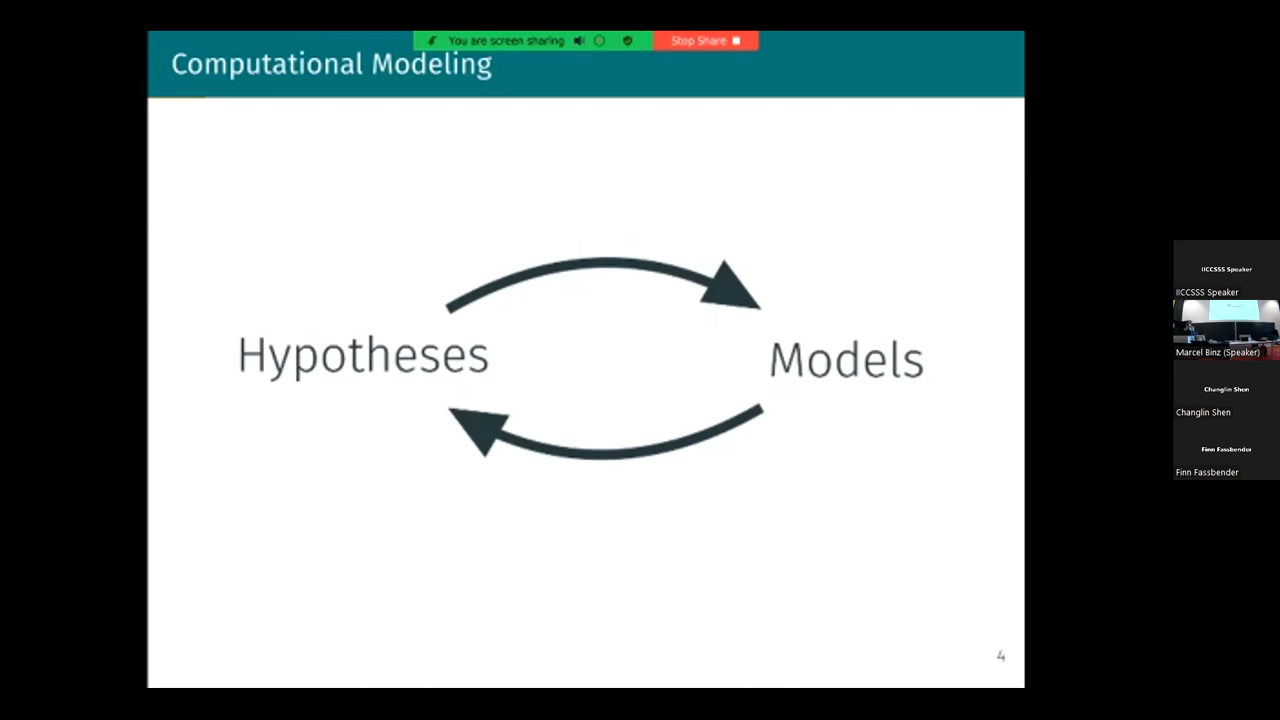 You are screen sharing
Stop Share
Computational Modeling
Hypotheses
Models
4
IICCSSS Speaker
IICCSSS Speaker
Marcel Binz (Speaker)
Changlin Shen
Changlin Shen
Finn Fassbender
Finn Fassbender